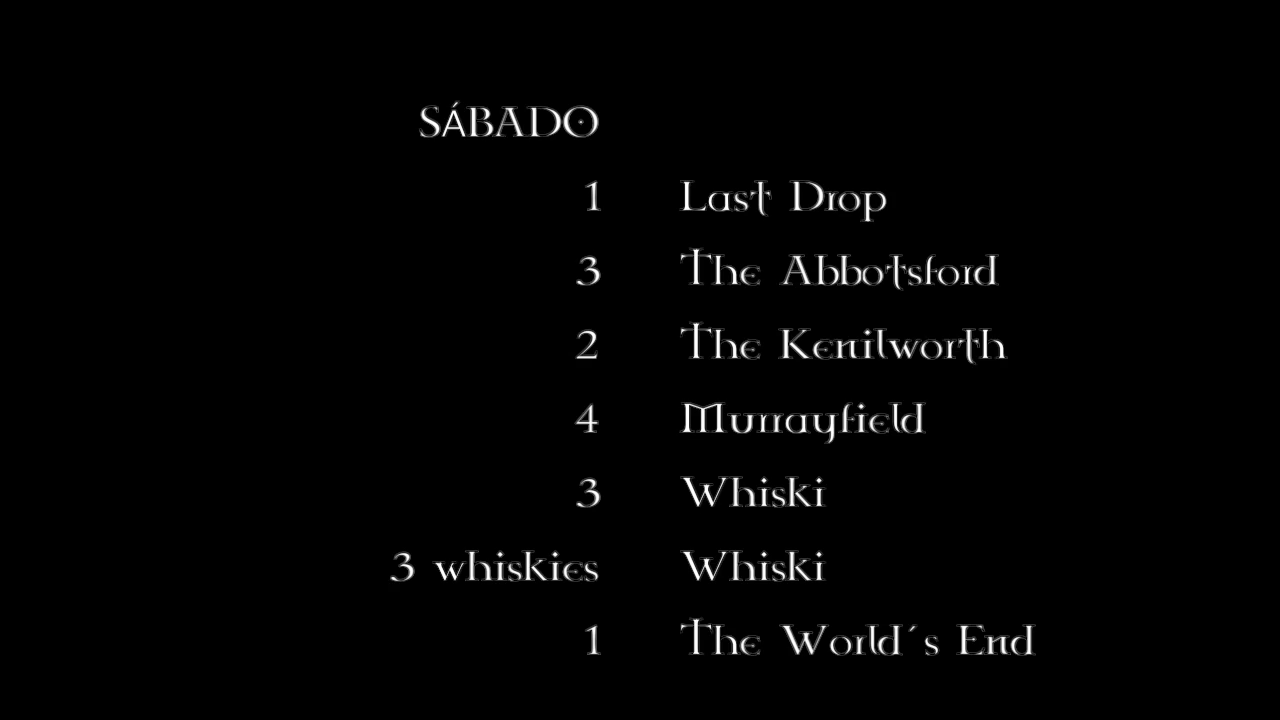 SÁBADO
1 Last Drop
3 The Abbotsford
2 The Kenilworth
4 Murrayfield
3 Whiski
3 whiskies Whiski
1 The World´s End